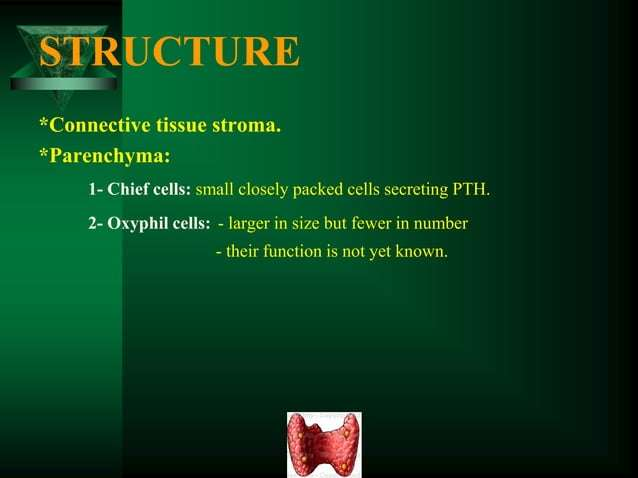 STRUCTURE
*Connective tissue stroma.
*Parenchyma:
1- Chief cells: small closely packed cells secreting PTH.
2- Oxyphil cells: - larger in size but fewer in number
- their function is not yet known.